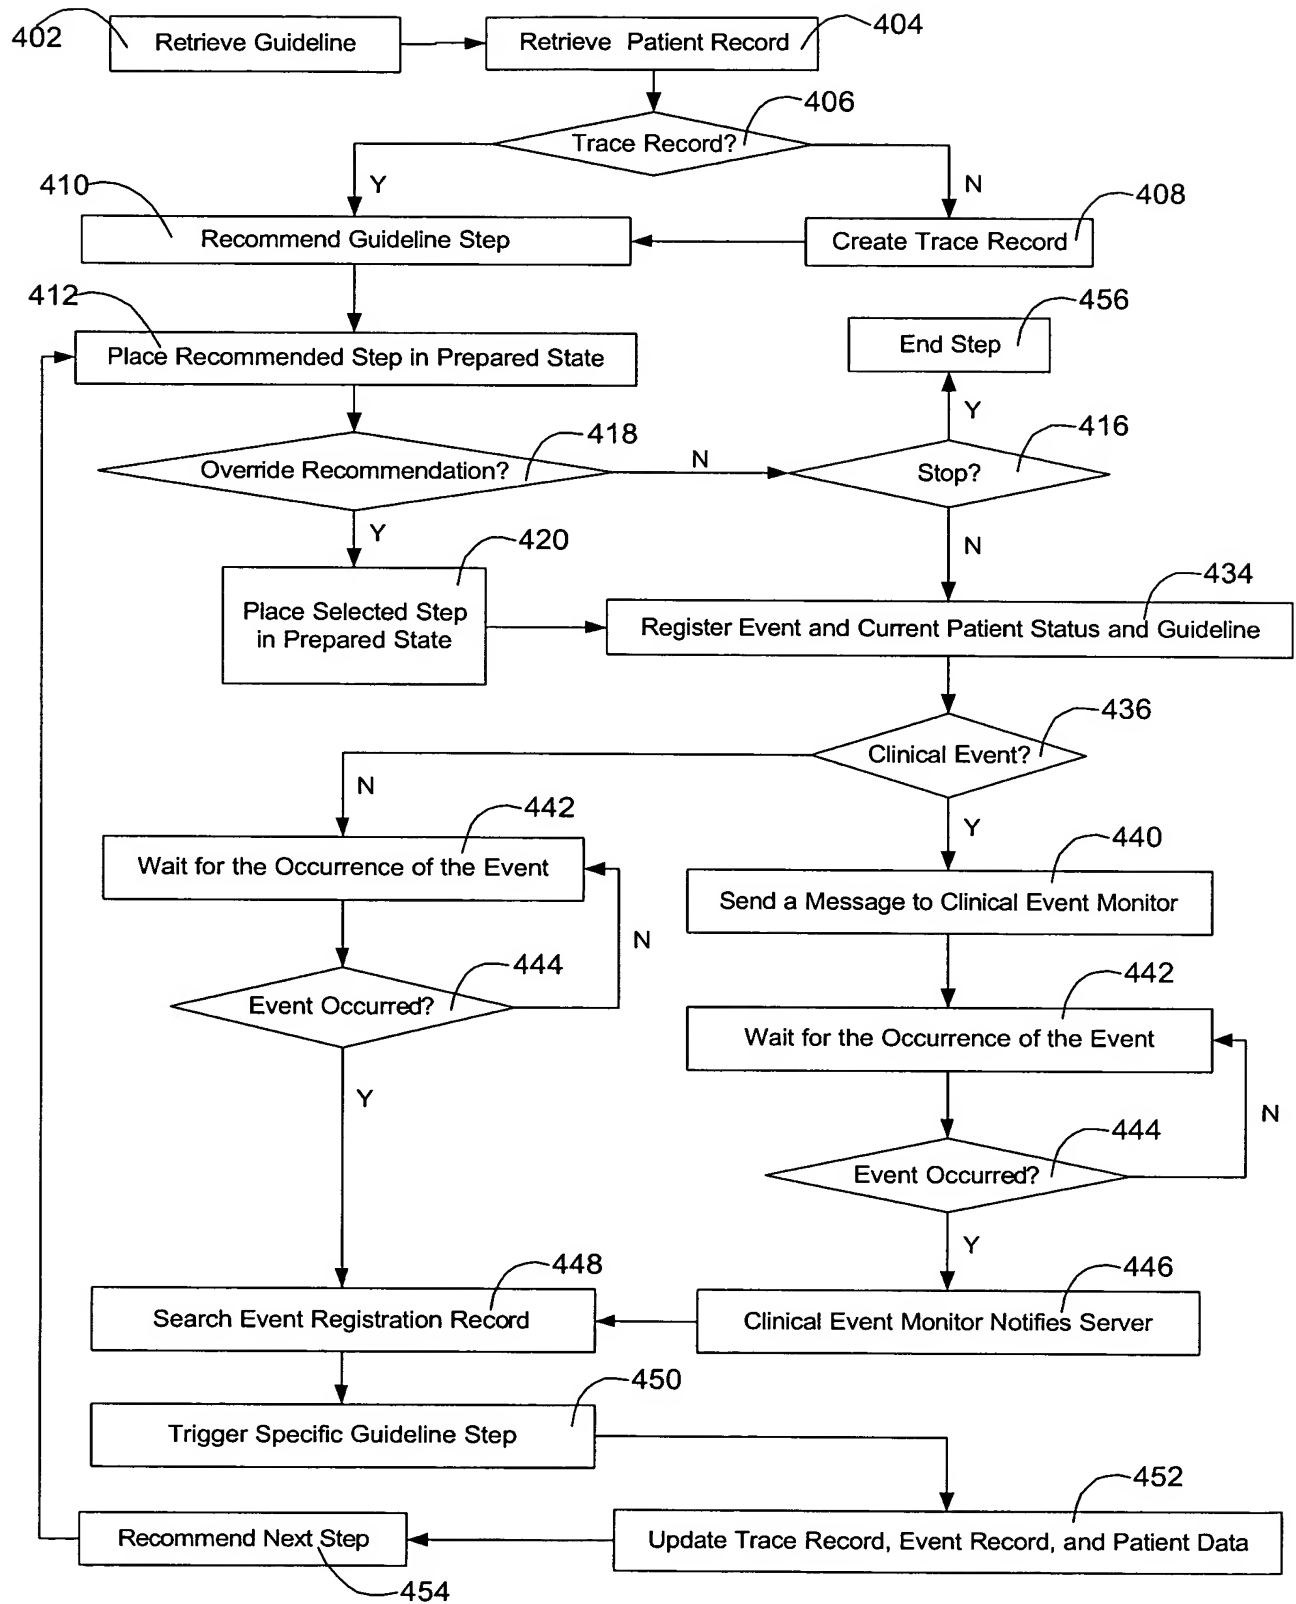 402
Retrieve Guideline
Retrieve Patient Record
404
406
Trace Record?
Y
N
410
408
Recommend Guideline Step
Create Trace Record
412
456
Place Recommended Step in Prepared State
End Step
Y
418
416
Override Recommendation?
N
Stop?
Y
N
420
434
Place Selected Step
in Prepared State
Register Event and Current Patient Status and Guideline
436
Clinical Event?
N
Y
442
440
Wait for the Occurrence of the Event
Send a Message to Clinical Event Monitor
N
444
442
Event Occurred?
Wait for the Occurrence of the Event
Y
N
444
Event Occurred?
Y
448
446
Search Event Registration Record
Clinical Event Monitor Notifies Server
450
Trigger Specific Guideline Step
452
Recommend Next Step
Update Trace Record, Event Record, and Patient Data
454